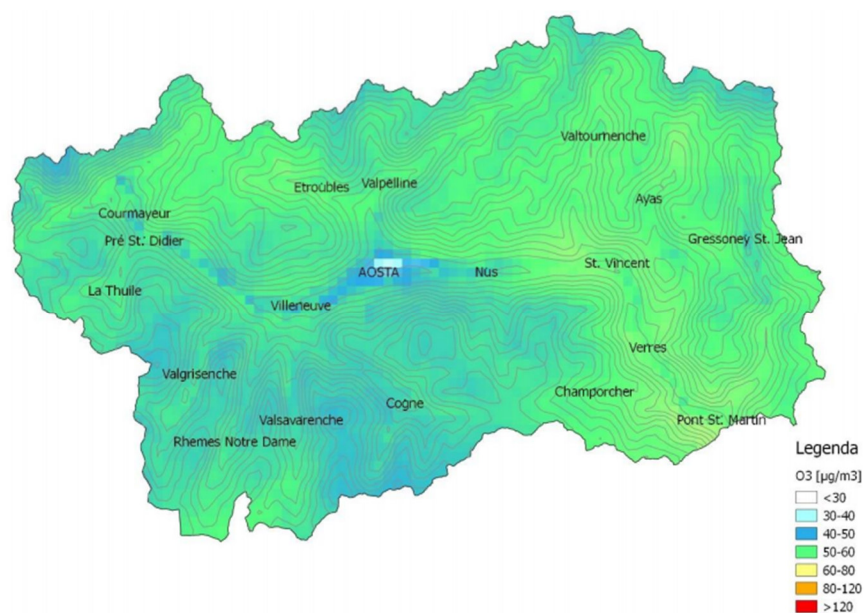 Valtournenche
Etroubles
Valpelline
Ayas
Courmayeur
Pré St. Didier
Gressoney St. Jean
AOSTA
Nus
St. Vincent
La Thuile
Villeneuve
Verres
Valgrisenche
Champorcher
Cogne
Valsavarenche
Pont St. Martin
Rhemes Notre Dame
Legenda
O3 [µg/m3]
<30
30-40
40-50
50-60
60-80
80-120
>120